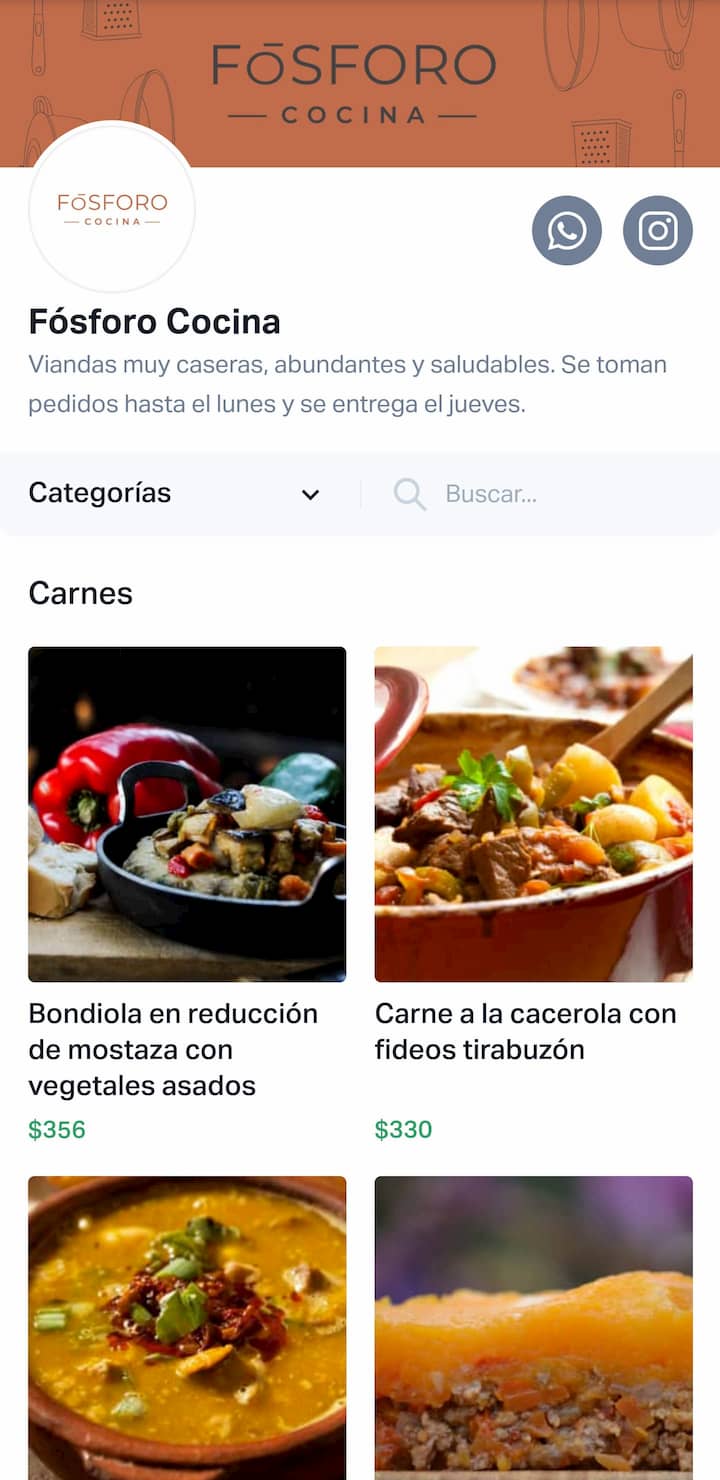 FŌSFORO
COCINA
FŌSFORO
COCINA
Fósforo Cocina
Viandas muy caseras, abundantes y saludables. Se toman
pedidos hasta el lunes y se entrega el jueves.
Categorías
Buscar...
Carnes
Bondiola en reducción
de mostaza con
vegetales asados
$356
Carne a la cacerola con
fideos tirabuzón
$330